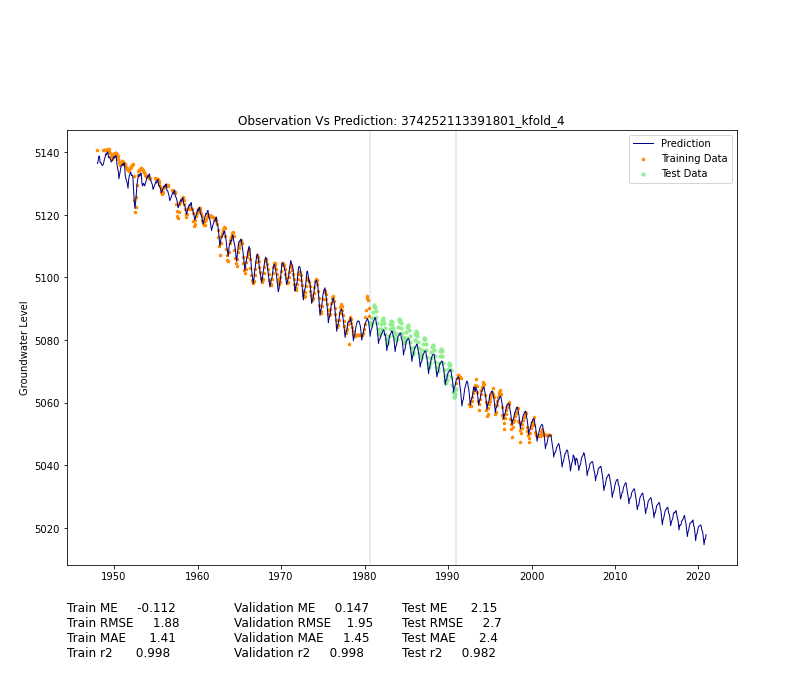 Observation Vs Prediction: 374252113391801_kfold_4
Prediction
Training Data
Test Data
Groundwater Level
5140
5120
5100
5080
5060
5040
5020
1950 1960 1970 1980 1990 2000 2010 2020
Train ME -0.112 Validation ME 0.147 Test ME 2.15
Train RMSE 1.88 Validation RMSE 1.95 Test RMSE 2.7
Train MAE 1.41 Validation MAE 1.45 Test MAE 2.4
Train r2 0.998 Validation r2 0.998 Test r2 0.982